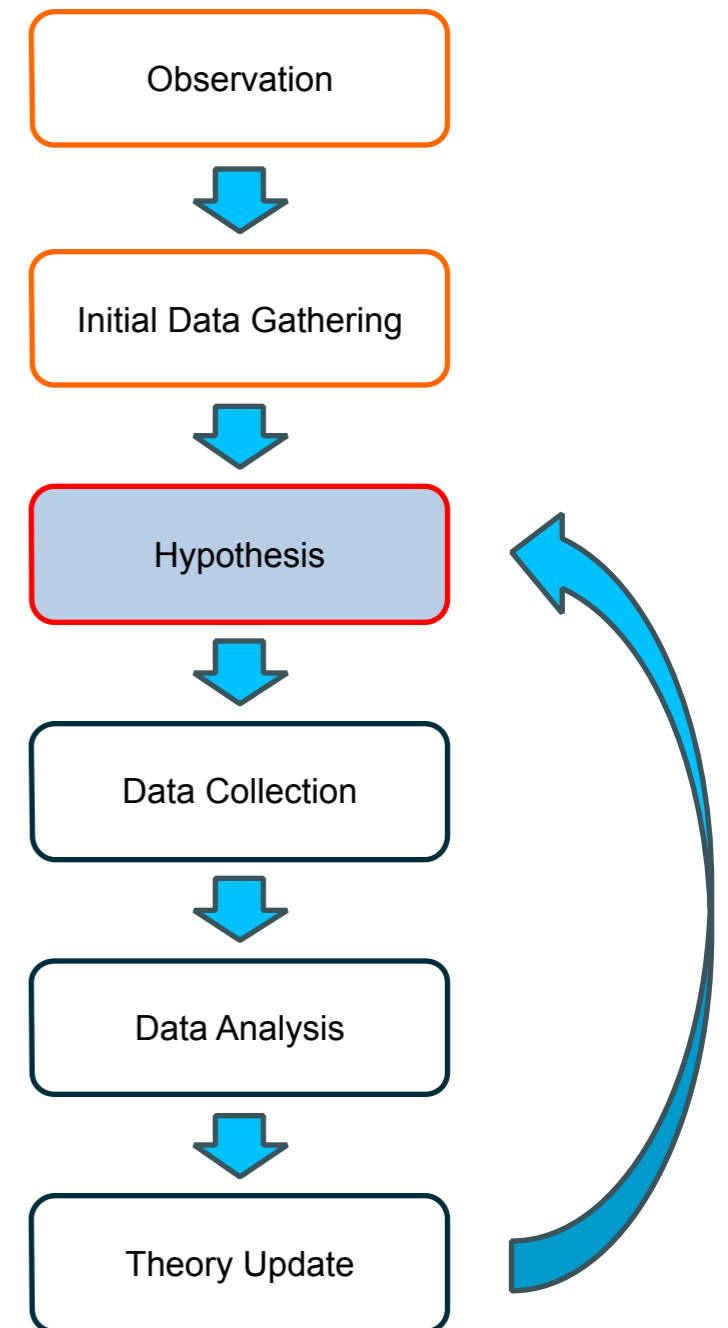 Observation
Initial Data Gathering
Hypothesis
Data Collection
Data Analysis
Theory Update